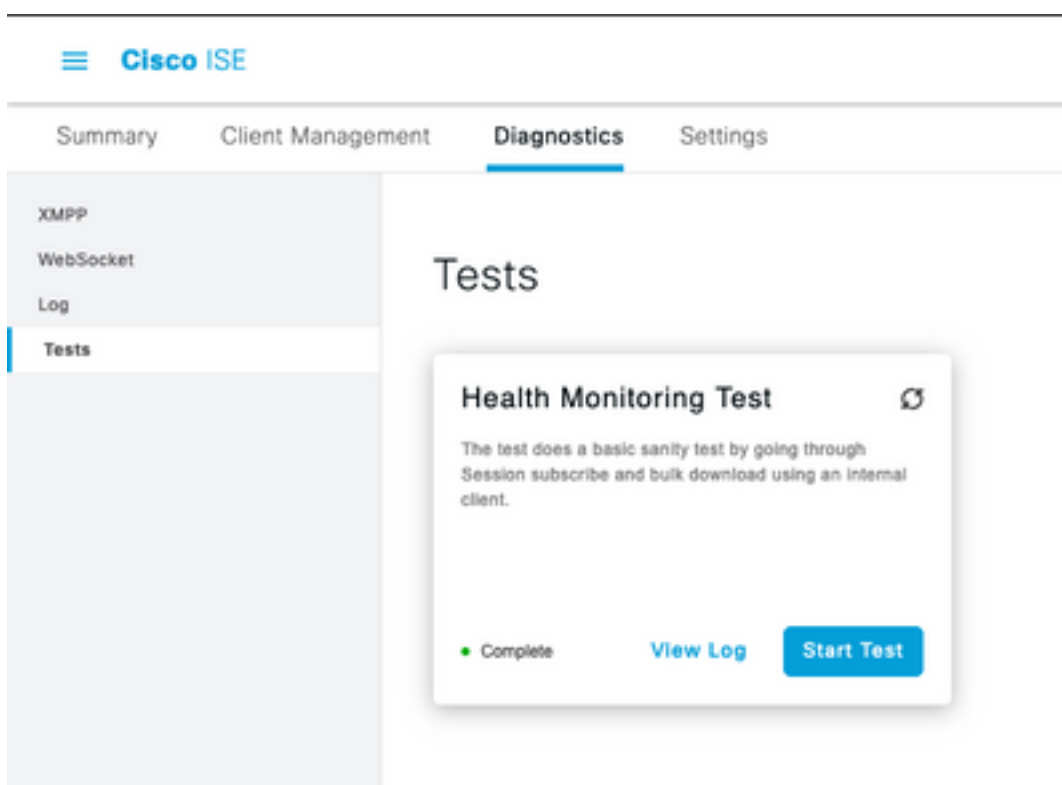 Cisco ISE
Summary Client Management Diagnostics Settings
XMPP
WebSocket
Log
Tests
Tests
Health Monitoring Test
The test does a basic sanity test by going through
Session subscribe and bulk download using an internal
client.
Complete View Log Start Test